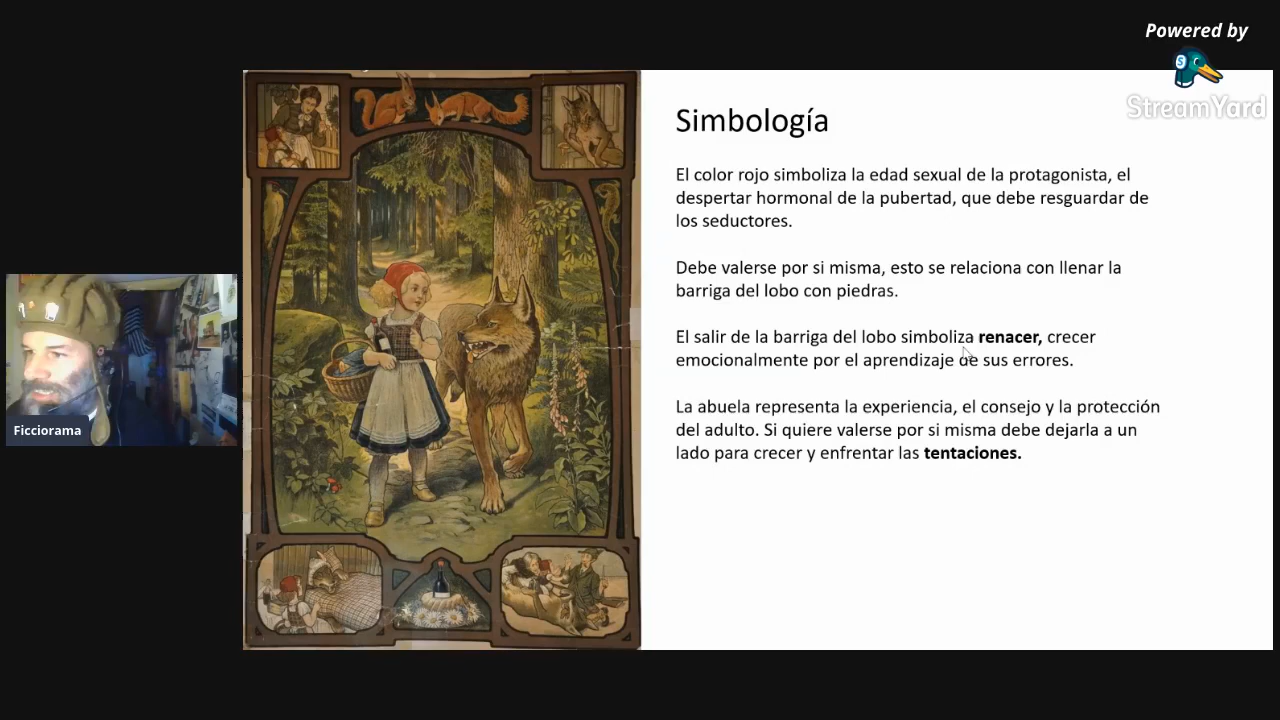 Powered by
StreamYard
Simbología
El color rojo simboliza la edad sexual de la protagonista, el
despertar hormonal de la pubertad, que debe resguardar de
los seductores.
Debe valerse por si misma, esto se relaciona con llenar la
barriga del lobo con piedras.
El salir de la barriga del lobo simboliza renacer, crecer
emocionalmente por el aprendizaje de sus errores.
La abuela representa la experiencia, el consejo y la protección
del adulto. Si quiere valerse por si misma debe dejarla a un
lado para crecer y enfrentar las tentaciones.
Ficciorama